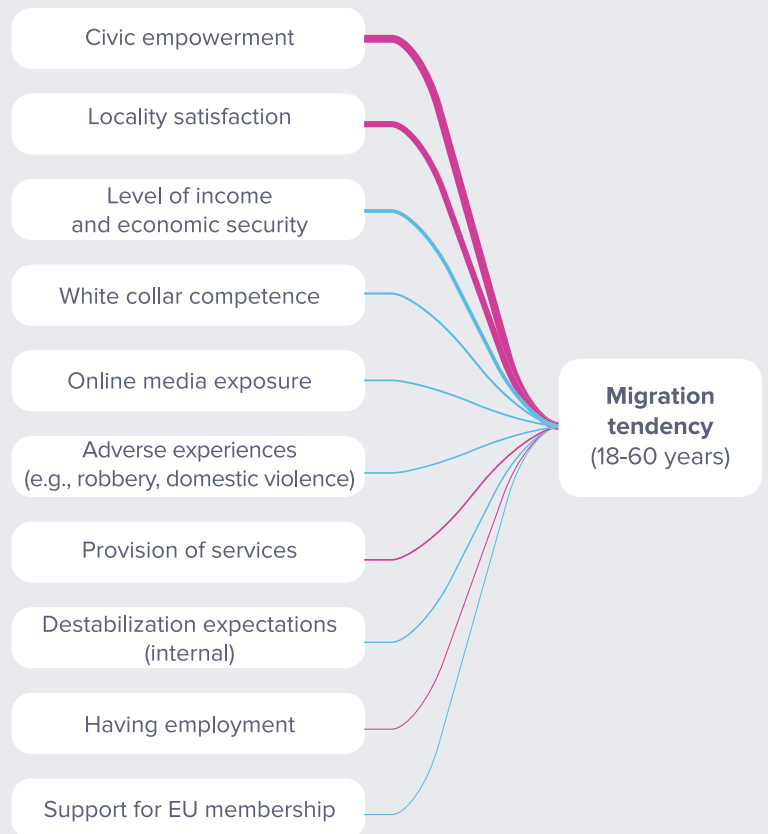 Civic empowerment
Locality satisfaction
Level of income
and economic security
White collar competence
Online media exposure
Adverse experiences
(e.g., robbery, domestic violence)
Provision of services
Destabilization expectations
(internal)
Having employment
Support for EU membership
Migration
tendency
(18-60 years)